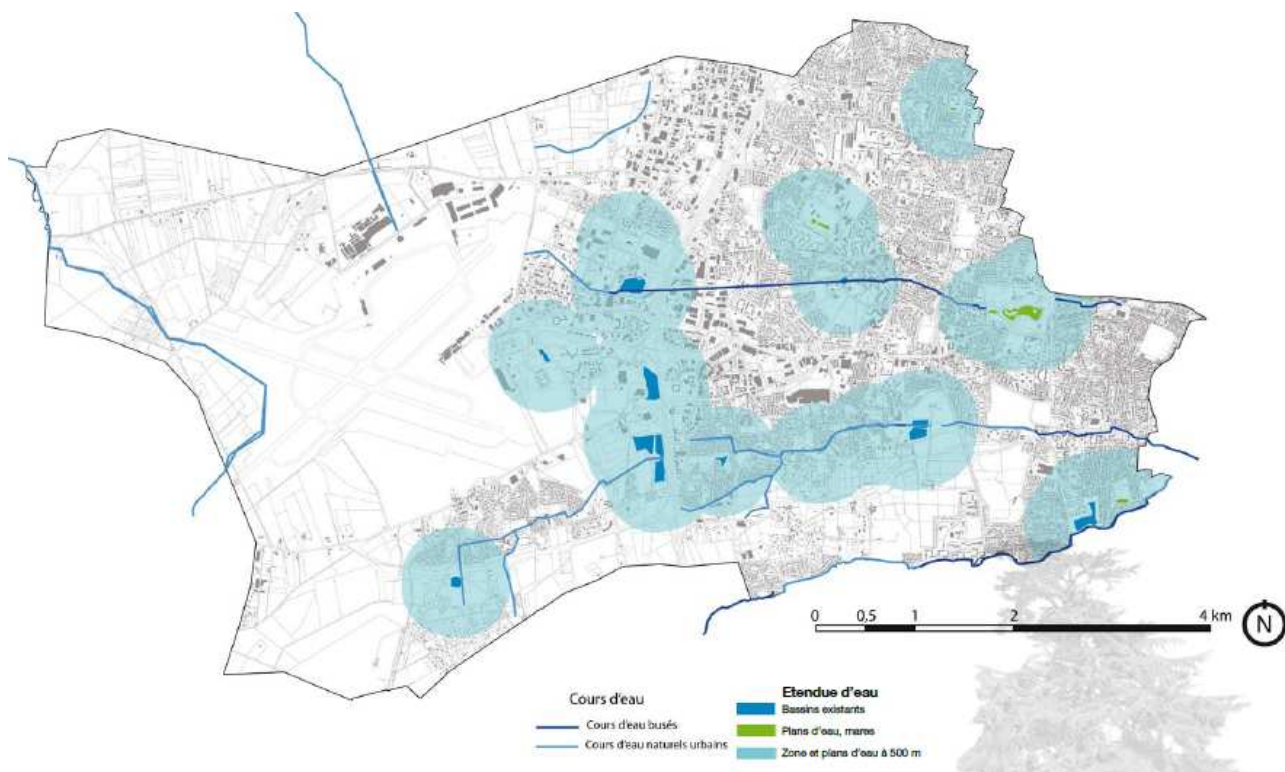 0 0,5 1 2 4 km
N
Cours d'eau
Cours d'eau busés
Cours d'eau naturels urbains
Etendue d'eau
Bassins existants
Plans d'eau, mares
Zone et plans d'eau à 500 m